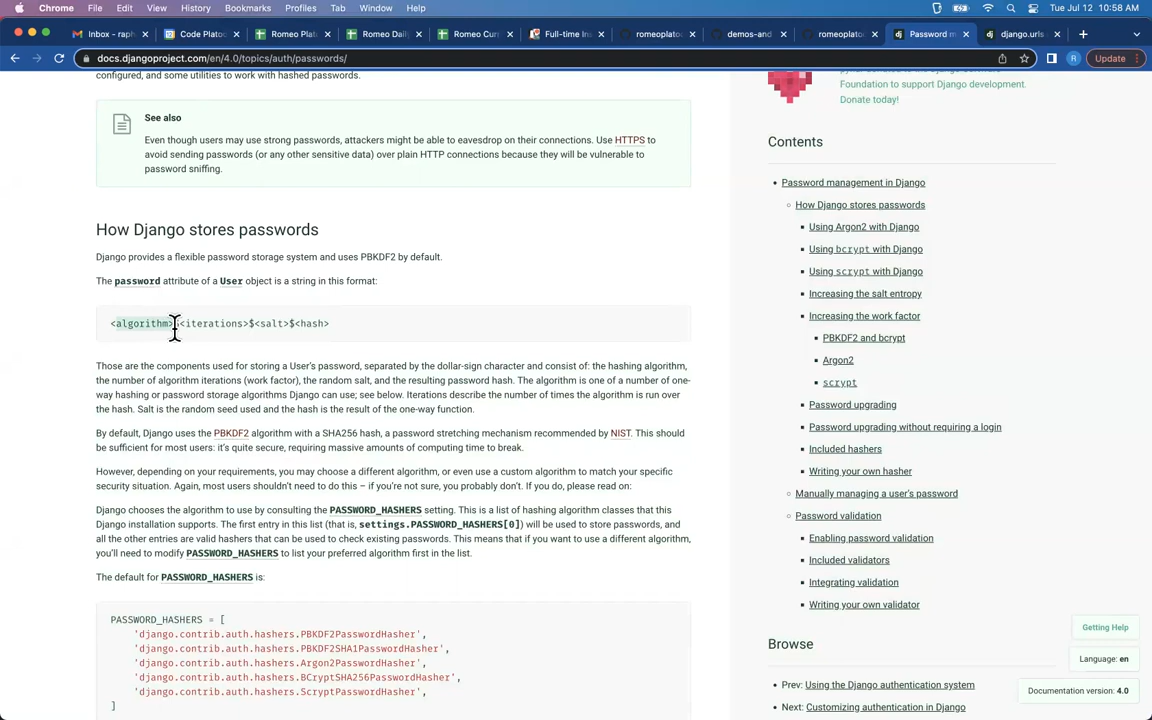 Chrome File Edit View History Bookmarks Profiles Tab Window Help Tue Jul 12 10:58 AM
Inbox - raph Code Platoo Romeo Plat Romeo Daily Romeo Curr Full-time Ins romeoplatoo demos-and romeoplatoo Password m django.urls
docs.djangoproject.com/en/4.0/topics/auth/passwords/
R Update
configured, and some utilities to work with hashed passwords.
See also
Even though users may use strong passwords, attackers might be able to eavesdrop on their connections. Use HTTPS to
avoid sending passwords (or any other sensitive data) over plain HTTP connections because they will be vulnerable to
password sniffing.
How Django stores passwords
Django provides a flexible password storage system and uses PBKDF2 by default.
The password attribute of a User object is a string in this format:
<algorithm>$<iterations>$<salt>$<hash>
Those are the components used for storing a User's password, separated by the dollar-sign character and consist of: the hashing algorithm,
the number of algorithm iterations (work factor), the random salt, and the resulting password hash. The algorithm is one of a number of one-
way hashing or password storage algorithms Django can use; see below. Iterations describe the number of times the algorithm is run over
the hash. Salt is the random seed used and the hash is the result of the one-way function.
By default, Django uses the PBKDF2 algorithm with a SHA256 hash, a password stretching mechanism recommended by NIST. This should
be sufficient for most users: it's quite secure, requiring massive amounts of computing time to break.
However, depending on your requirements, you may choose a different algorithm, or even use a custom algorithm to match your specific
security situation. Again, most users shouldn't need to do this – if you're not sure, you probably don't. If you do, please read on:
Django chooses the algorithm to use by consulting the PASSWORD_HASHERS setting. This is a list of hashing algorithm classes that this
Django installation supports. The first entry in this list (that is, settings.PASSWORD_HASHERS[0]) will be used to store passwords, and
all the other entries are valid hashers that can be used to check existing passwords. This means that if you want to use a different algorithm,
you'll need to modify PASSWORD_HASHERS to list your preferred algorithm first in the list.
The default for PASSWORD_HASHERS is:
PASSWORD_HASHERS = [
'django.contrib.auth.hashers.PBKDF2PasswordHasher',
'django.contrib.auth.hashers.PBKDF2SHA1PasswordHasher',
'django.contrib.auth.hashers.Argon2PasswordHasher',
'django.contrib.auth.hashers.BCryptSHA256PasswordHasher',
'django.contrib.auth.hashers.ScryptPasswordHasher',
]
Foundation to support Django development.
Donate today!
Contents
Password management in Django
How Django stores passwords
Using Argon2 with Django
Using bcrypt with Django
Using scrypt with Django
Increasing the salt entropy
Increasing the work factor
PBKDF2 and bcrypt
Argon2
scrypt
Password upgrading
Password upgrading without requiring a login
Included hashers
Writing your own hasher
Manually managing a user's password
Password validation
Enabling password validation
Included validators
Integrating validation
Writing your own validator
Browse
Prev: Using the Django authentication system
Next: Customizing authentication in Django
Getting Help
Language: en
Documentation version: 4.0